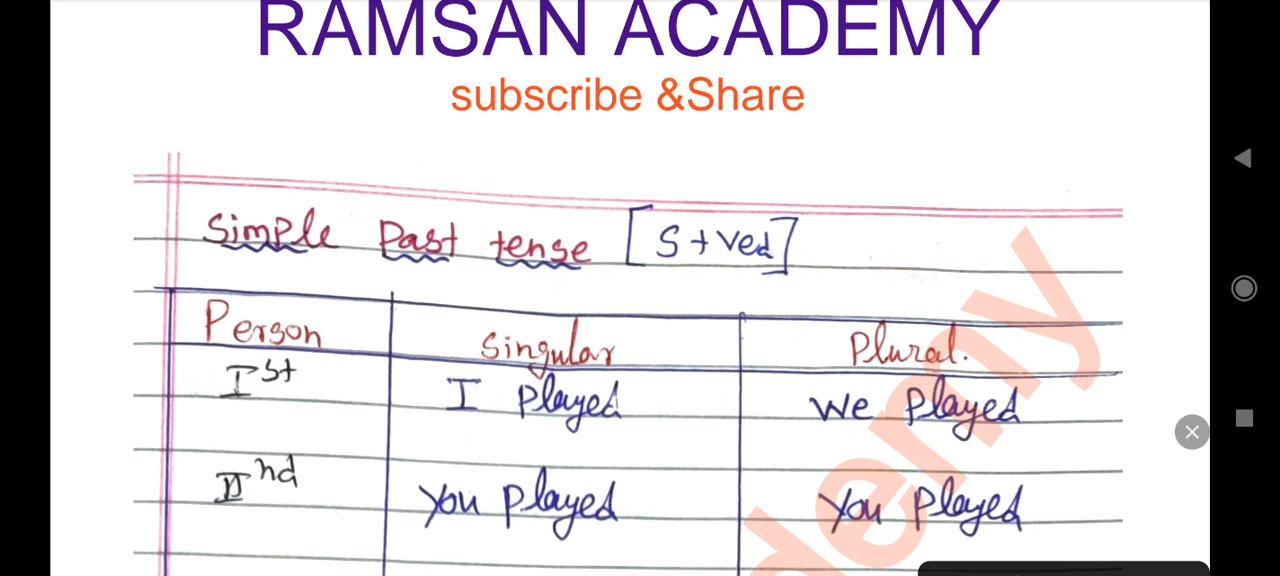 RAMSAN ACADEMY
subscribe &Share
Simple Past tense [S+Ved]
Person Singular Plural.
Ist I Played We Played
IInd You Played You Played
demy